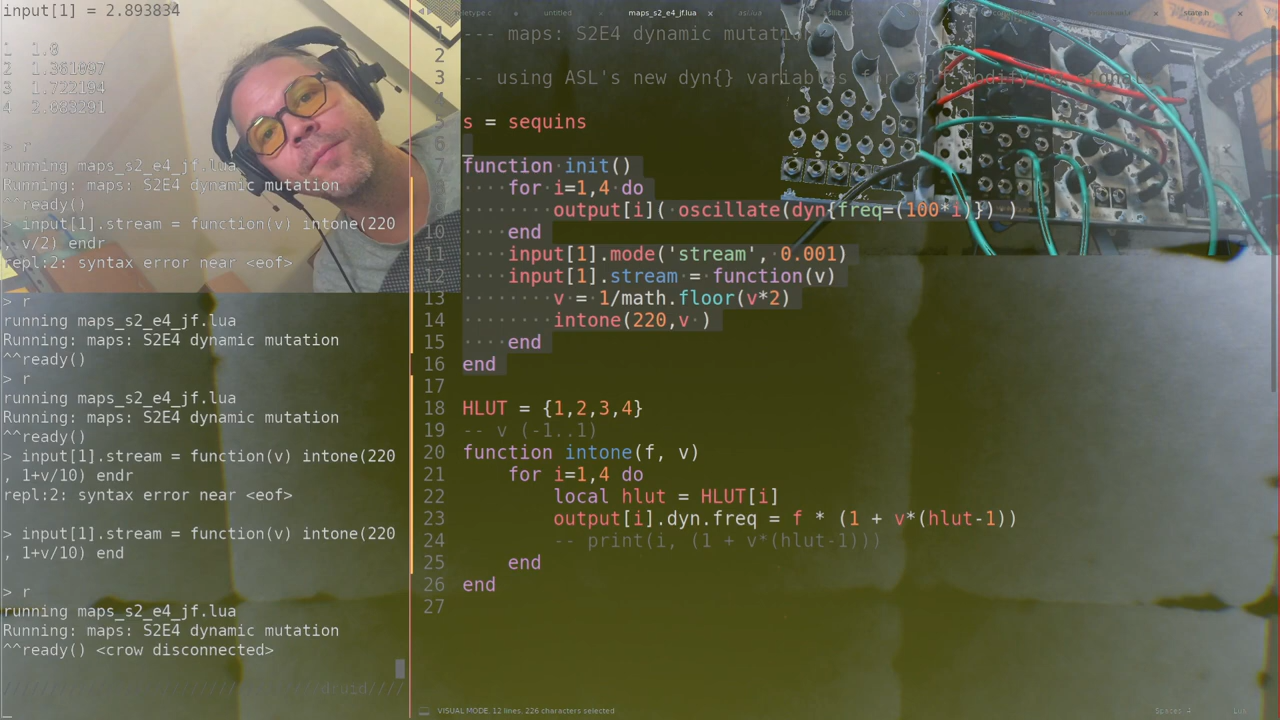 input[1] = 2.893834
1 1.0
2 1.361097
3 1.722194
4 2.083291
> r
running maps_s2_e4_jf.lua
Running: maps: S2E4 dynamic mutation
^^ready()
> input[1].stream = function(v) intone(220
, v/2) endr
repl:2: syntax error near <eof>
> r
running maps_s2_e4_jf.lua
Running: maps: S2E4 dynamic mutation
^^ready()
> r
running maps_s2_e4_jf.lua
Running: maps: S2E4 dynamic mutation
^^ready()
> input[1].stream = function(v) intone(220
, 1+v/10) endr
repl:2: syntax error near <eof>
> input[1].stream = function(v) intone(220
, 1+v/10) end
> r
running maps_s2_e4_jf.lua
Running: maps: S2E4 dynamic mutation
^^ready() <crow disconnected>
druid////
untitled maps_s2_e4_jf.lua
1 --- maps: S2E4 dynamic mutation
2
3 -- using ASL's new dyn{} variables for self-modifying signals
4
5 s = sequins
6
7 function init()
8 for i=1,4 do
9 output[i]( oscillate(dyn{freq=(100*i)}) )
10 end
11 input[1].mode('stream', 0.001)
12 input[1].stream = function(v)
13 v = 1/math.floor(v*2)
14 intone(220,v )
15 end
16 end
17
18 HLUT = {1,2,3,4}
19 -- v (-1..1)
20 function intone(f, v)
21 for i=1,4 do
22 local hlut = HLUT[i]
23 output[i].dyn.freq = f * (1 + v*(hlut-1))
24 -- print(i, (1 + v*(hlut-1)))
25 end
26 end
27
VISUAL MODE, 12 lines, 226 characters selected
Spaces: 4 Lua